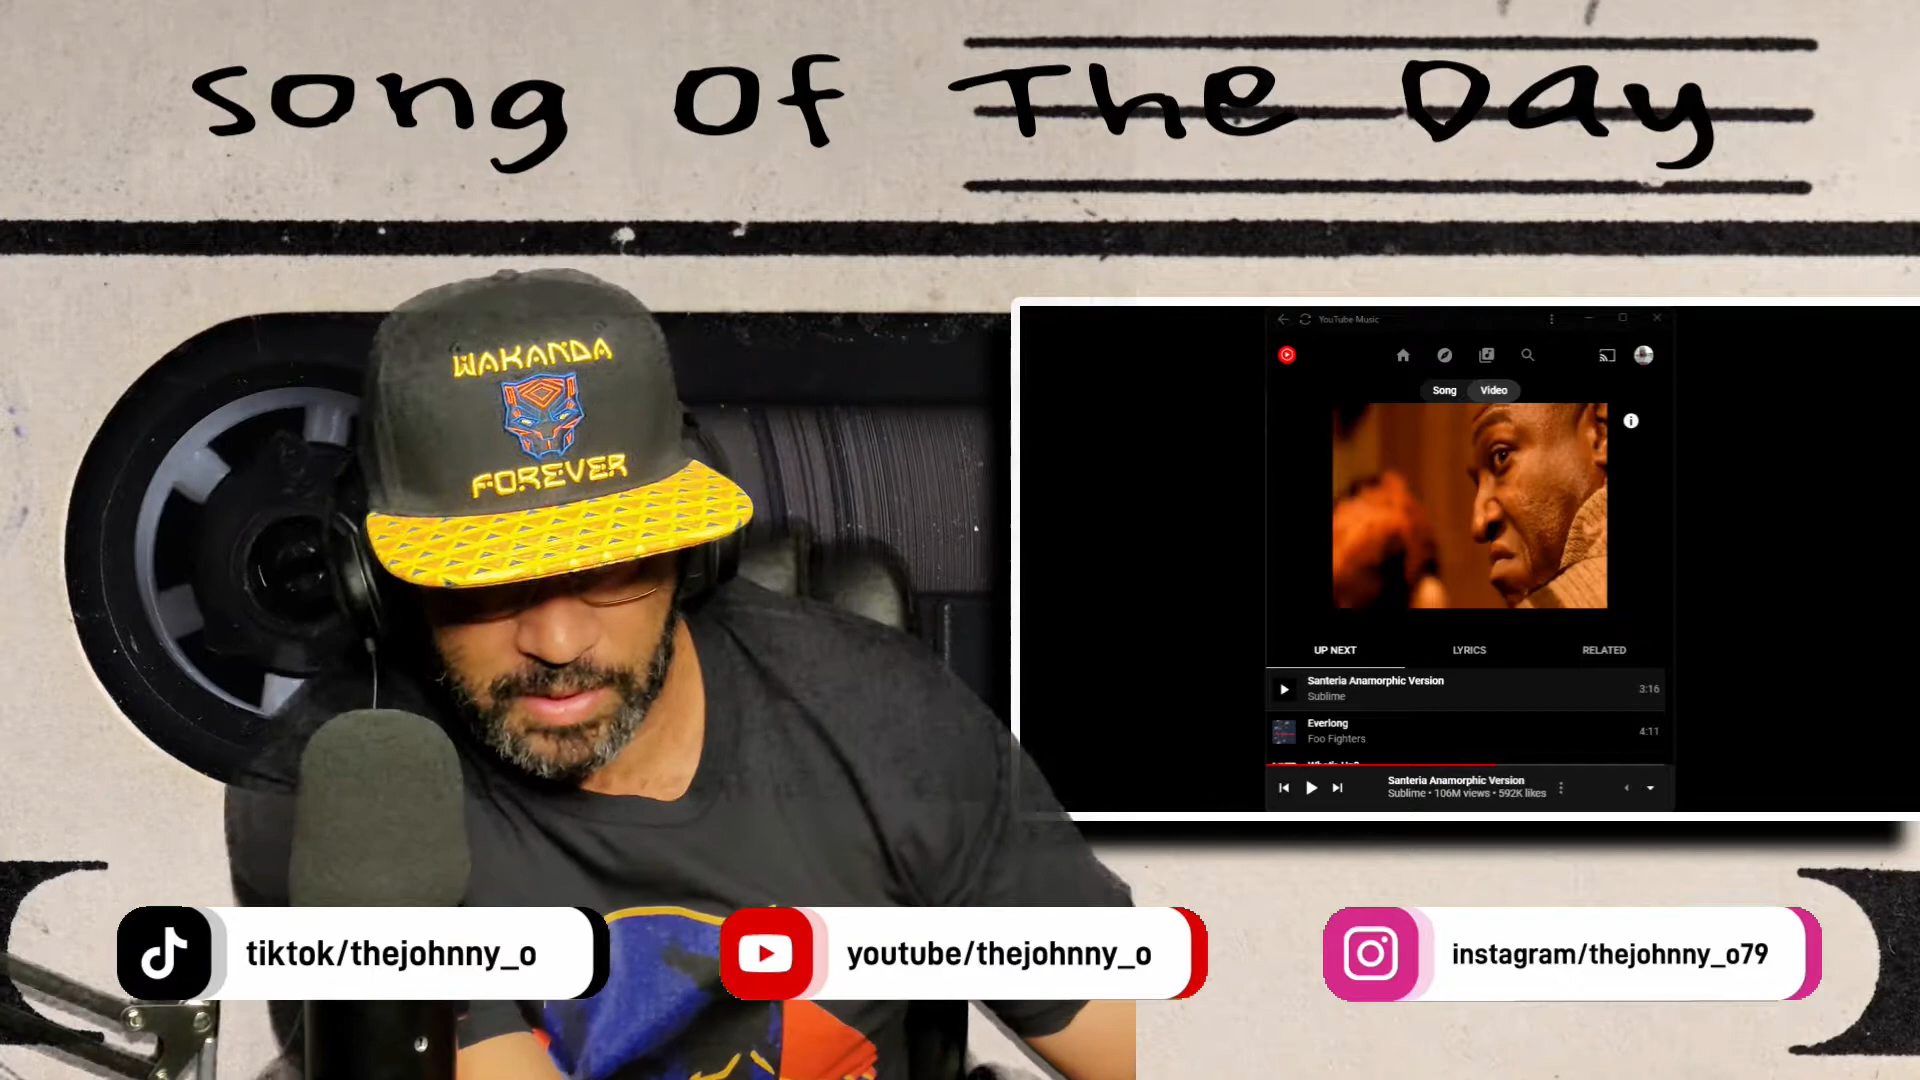 Song Of The Day
WAKANDA
FOREVER
YouTube Music
Song Video
UP NEXT LYRICS RELATED
Santeria Anamorphic Version
Sublime
3:16
Everlong
Foo Fighters
4:11
Santeria Anamorphic Version
Sublime • 106M views • 592K likes
tiktok/thejohnny_o
youtube/thejohnny_o
instagram/thejohnny_o79